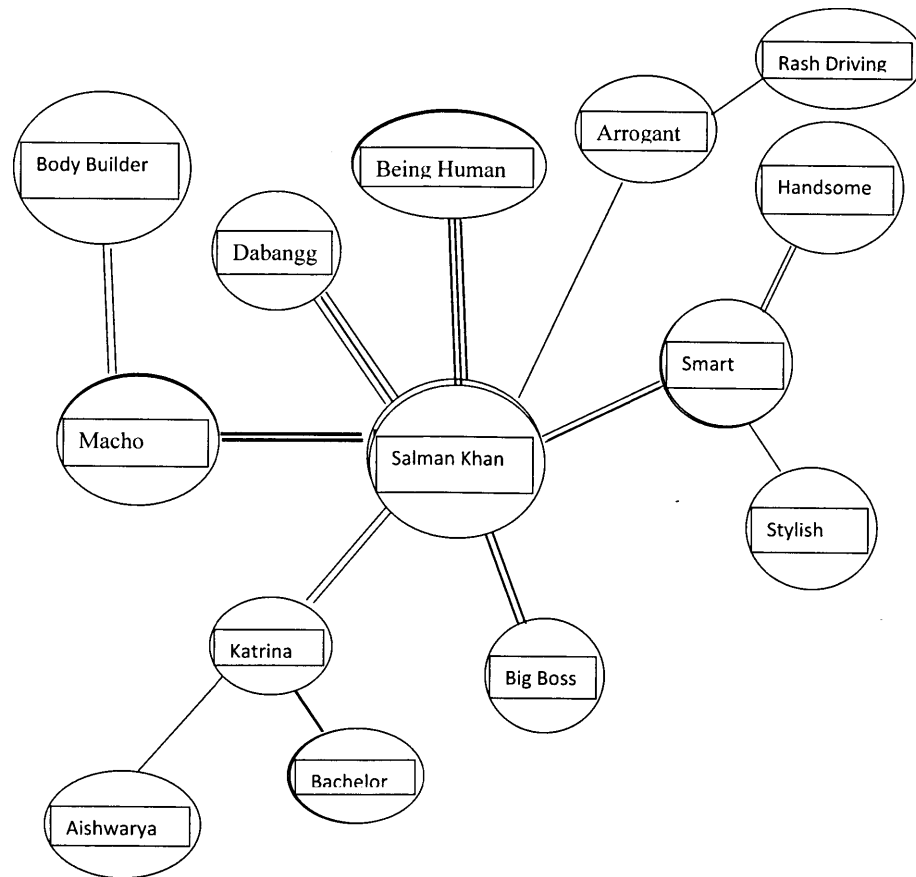 Rash Driving
Arrogant
Body Builder
Being Human
Handsome
Dabangg
Smart
Macho
Salman Khan
Stylish
Katrina
Big Boss
Bachelor
Aishwarya